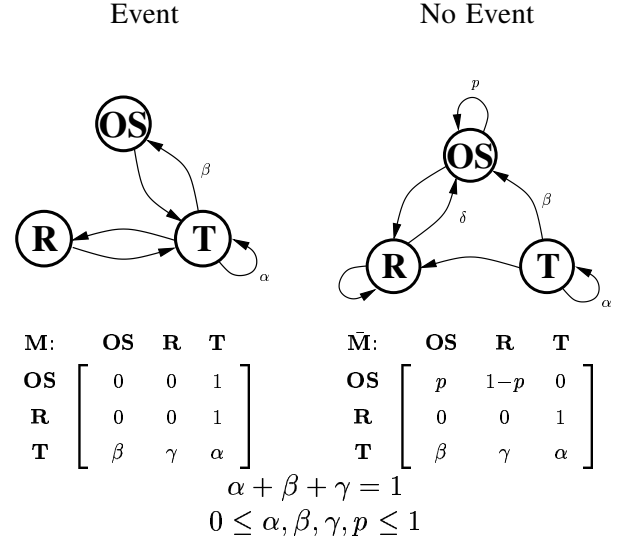 Event No Event
p
OS OS
β β
δ
R T R T
α α
M: OS R T M̄: OS R T
OS 0 0 1 OS p 1−p 0
R 0 0 1 R 0 0 1
T β γ α T β γ α
α + β + γ = 1
0 ≤ α, β, γ, p ≤ 1